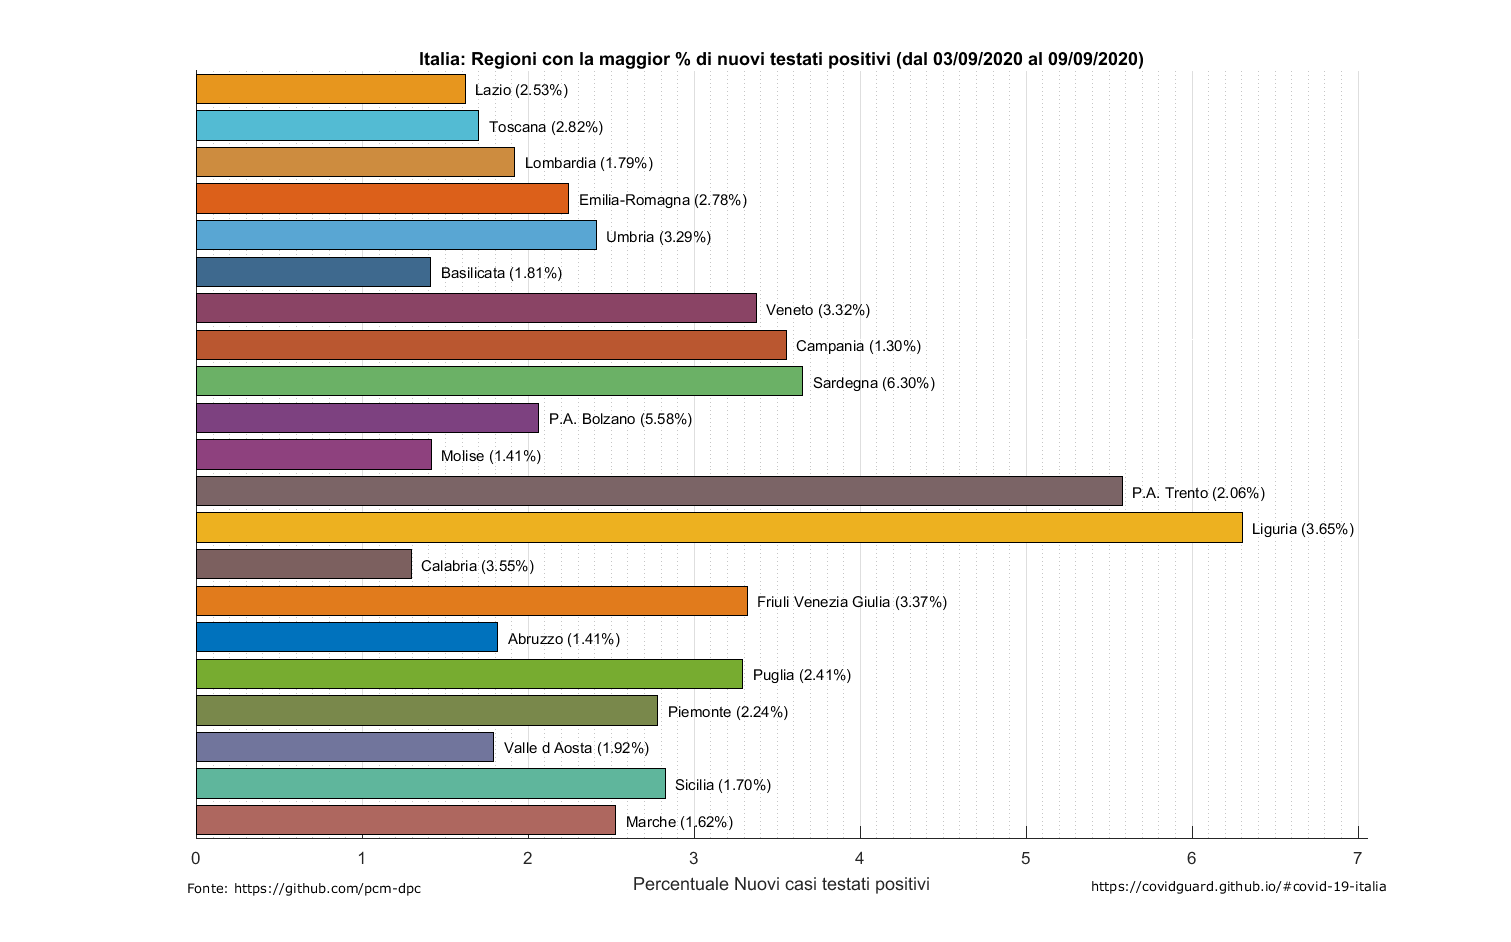 Italia: Regioni con la maggior % di nuovi testati positivi (dal 03/09/2020 al 09/09/2020)
Lazio (2.53%)
Toscana (2.82%)
Lombardia (1.79%)
Emilia-Romagna (2.78%)
Umbria (3.29%)
Basilicata (1.81%)
Veneto (3.32%)
Campania (1.30%)
Sardegna (6.30%)
P.A. Bolzano (5.58%)
Molise (1.41%)
P.A. Trento (2.06%)
Liguria (3.65%)
Calabria (3.55%)
Friuli Venezia Giulia (3.37%)
Abruzzo (1.41%)
Puglia (2.41%)
Piemonte (2.24%)
Valle d Aosta (1.92%)
Sicilia (1.70%)
Marche (1.62%)
0 1 2 3 4 5 6 7
Percentuale Nuovi casi testati positivi
Fonte: https://github.com/pcm-dpc
https://covidguard.github.io/#covid-19-italia